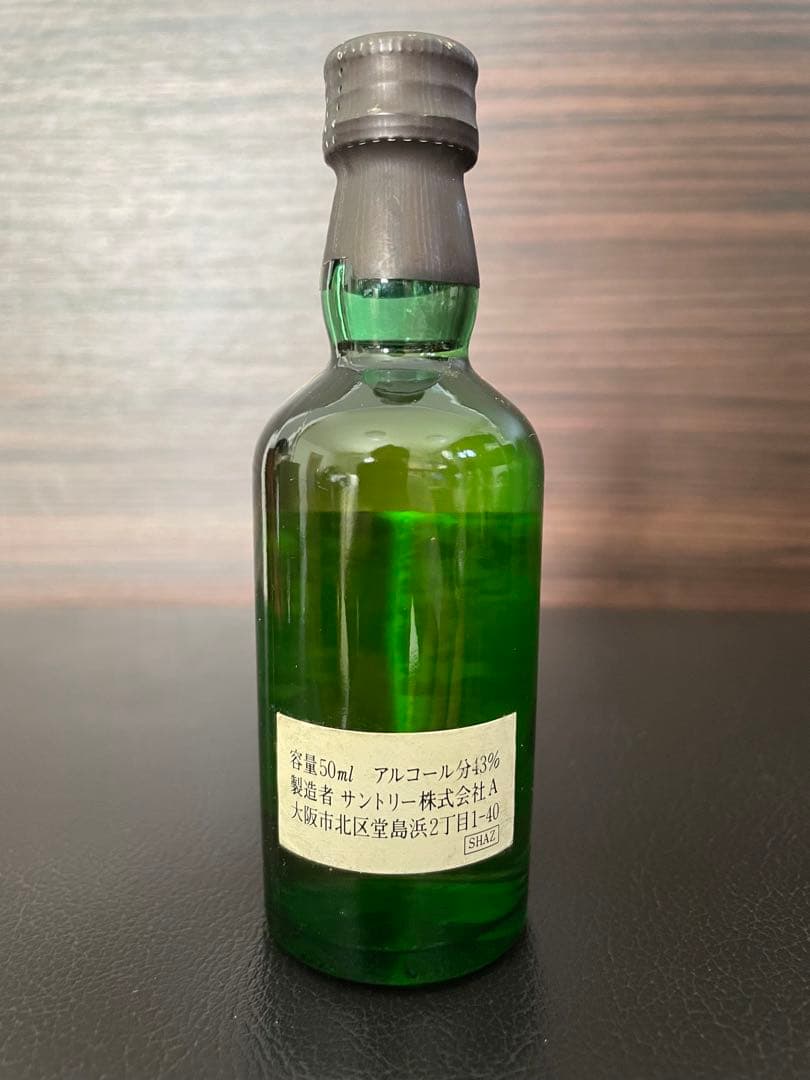 容量50ml アルコール分43%
製造者 サントリー株式会社A
大阪市北区堂島浜2丁目1-40
SHAZ